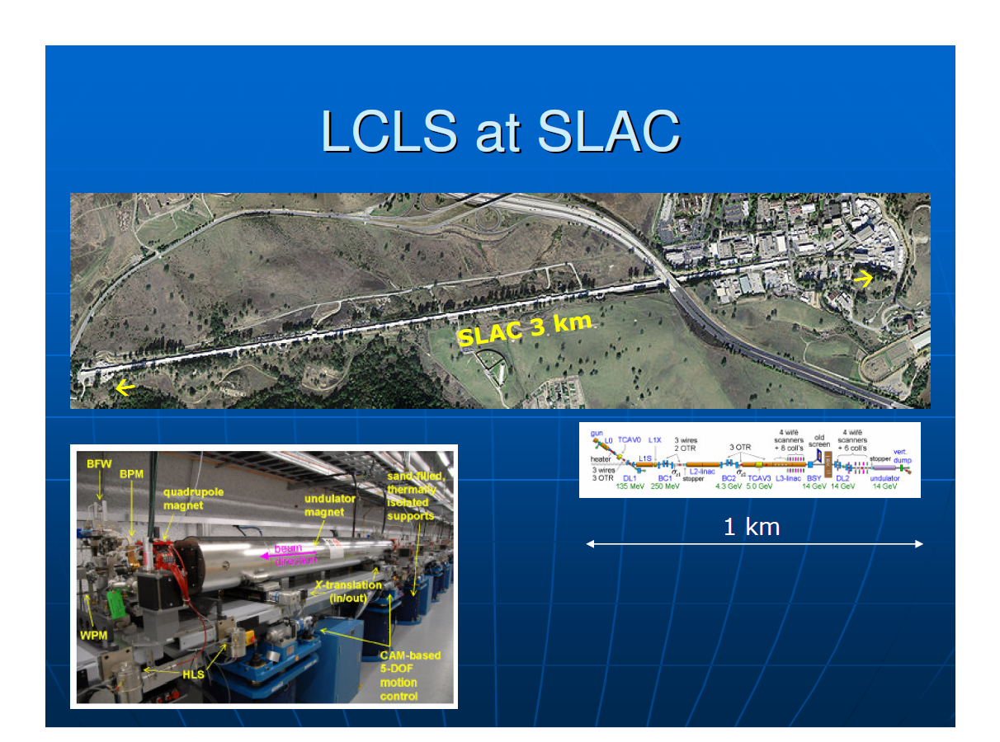 LCLS at SLAC
SLAC 3 km
BFW
BPM
quadrupole
magnet
undulator
magnet
sand-filled,
thermally
isolated
supports
beam
direction
X-translation
(in/out)
WPM
HLS
CAM-based
5-DOF
motion
control
gun
L0
TCAV0
L1X
3 wires
2 OTR
3 OTR
4 wire
scanners
+ 8 coll's
old
screen
4 wire
scanners
+ 6 coll's
stopper
vert.
dump
heater
3 wires
3 OTR
L1S
σz1
L2-linac
stopper
σz2
DL1
BC1
BC2
TCAV3
L3-linac
BSY
DL2
undulator
135 MeV
250 MeV
4.3 GeV
5.0 GeV
14 GeV
14 GeV
14 GeV
1 km